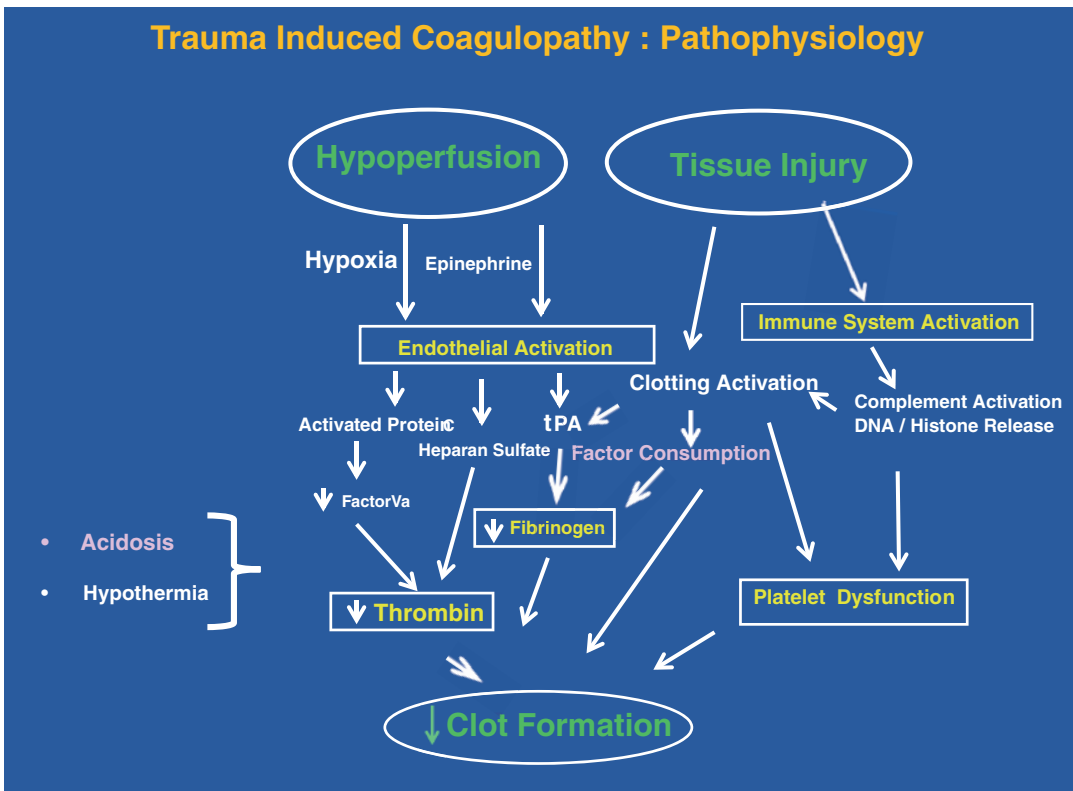 Trauma Induced Coagulopathy : Pathophysiology
Hypoperfusion
Tissue Injury
Hypoxia
Epinephrine
Immune System Activation
Endothelial Activation
Clotting Activation
Complement Activation
DNA / Histone Release
Activated Protein C
tPA
Heparan Sulfate
Factor Consumption
↓ FactorVa
↓ Fibrinogen
• Acidosis
• Hypothermia
↓ Thrombin
Platelet Dysfunction
↓ Clot Formation